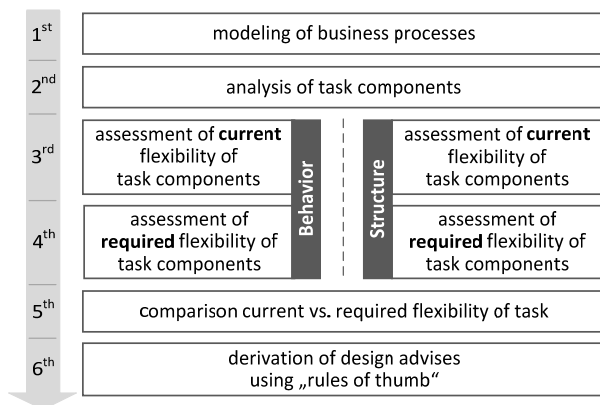 1st
modeling of business processes
2nd
analysis of task components
3rd
assessment of current
flexibility of
task components
Behavior
Structure
assessment of current
flexibility of
task components
4th
assessment of
required flexibility of
task components
assessment of
required flexibility of
task components
5th
comparison current vs. required flexibility of task
6th
derivation of design advises
using „rules of thumb“